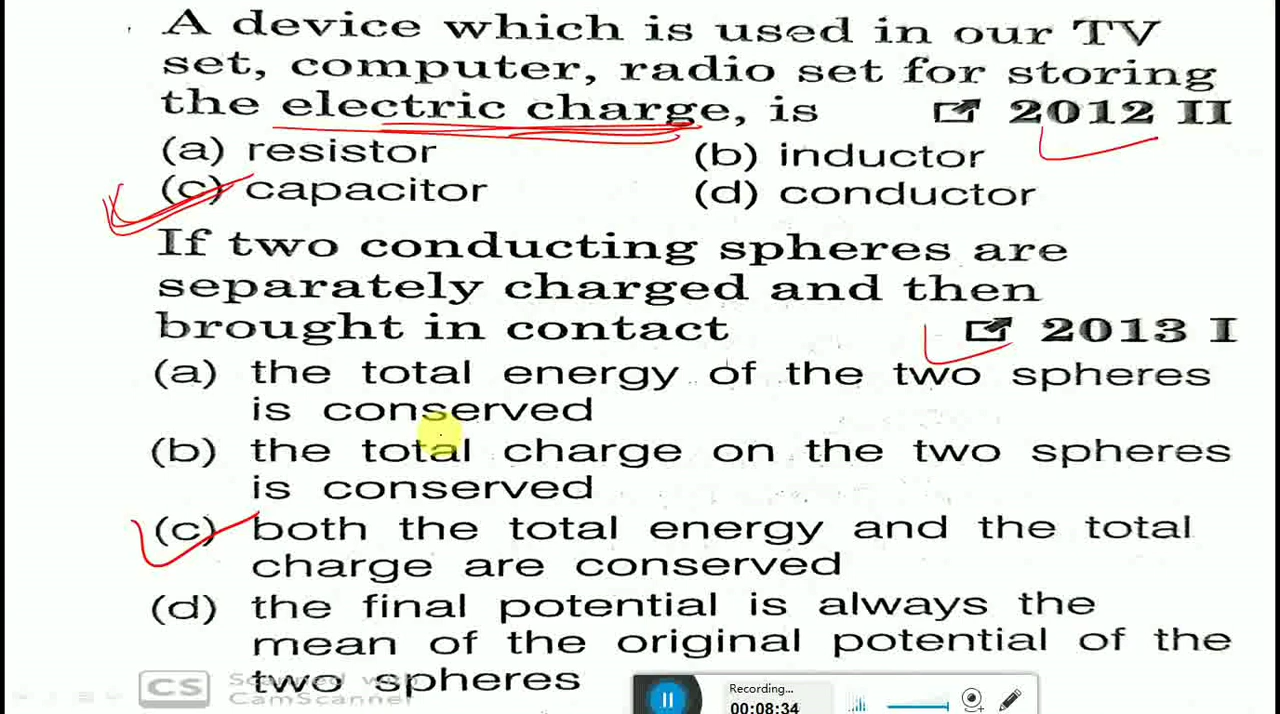 A device which is used in our TV
set, computer, radio set for storing
the electric charge, is 2012 II
(a) resistor (b) inductor
(c) capacitor (d) conductor
If two conducting spheres are
separately charged and then
brought in contact 2013 I
(a) the total energy of the two spheres
is conserved
(b) the total charge on the two spheres
is conserved
(c) both the total energy and the total
charge are conserved
(d) the final potential is always the
mean of the original potential of the
two spheres
CS Scanned with
CamScanner
Recording...
00:08:34